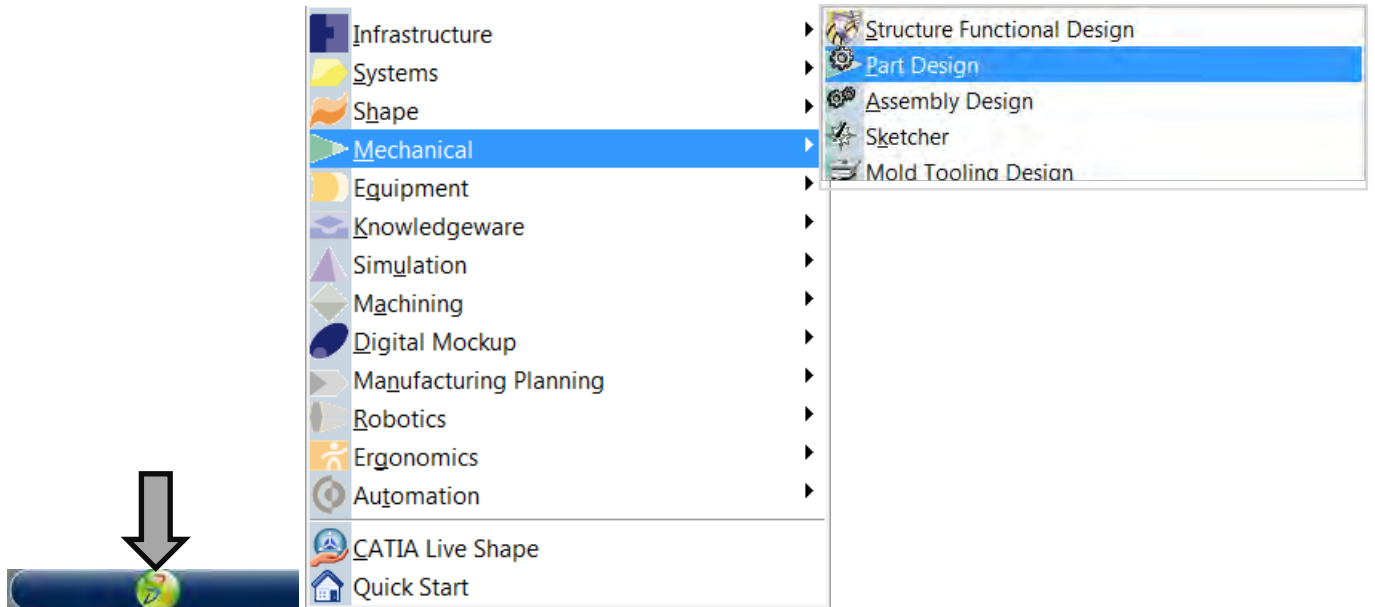 Infrastructure
Systems
Shape
Mechanical
Equipment
Knowledgeware
Simulation
Machining
Digital Mockup
Manufacturing Planning
Robotics
Ergonomics
Automation
CATIA Live Shape
Quick Start
Structure Functional Design
Part Design
Assembly Design
Sketcher
Mold Tooling Design